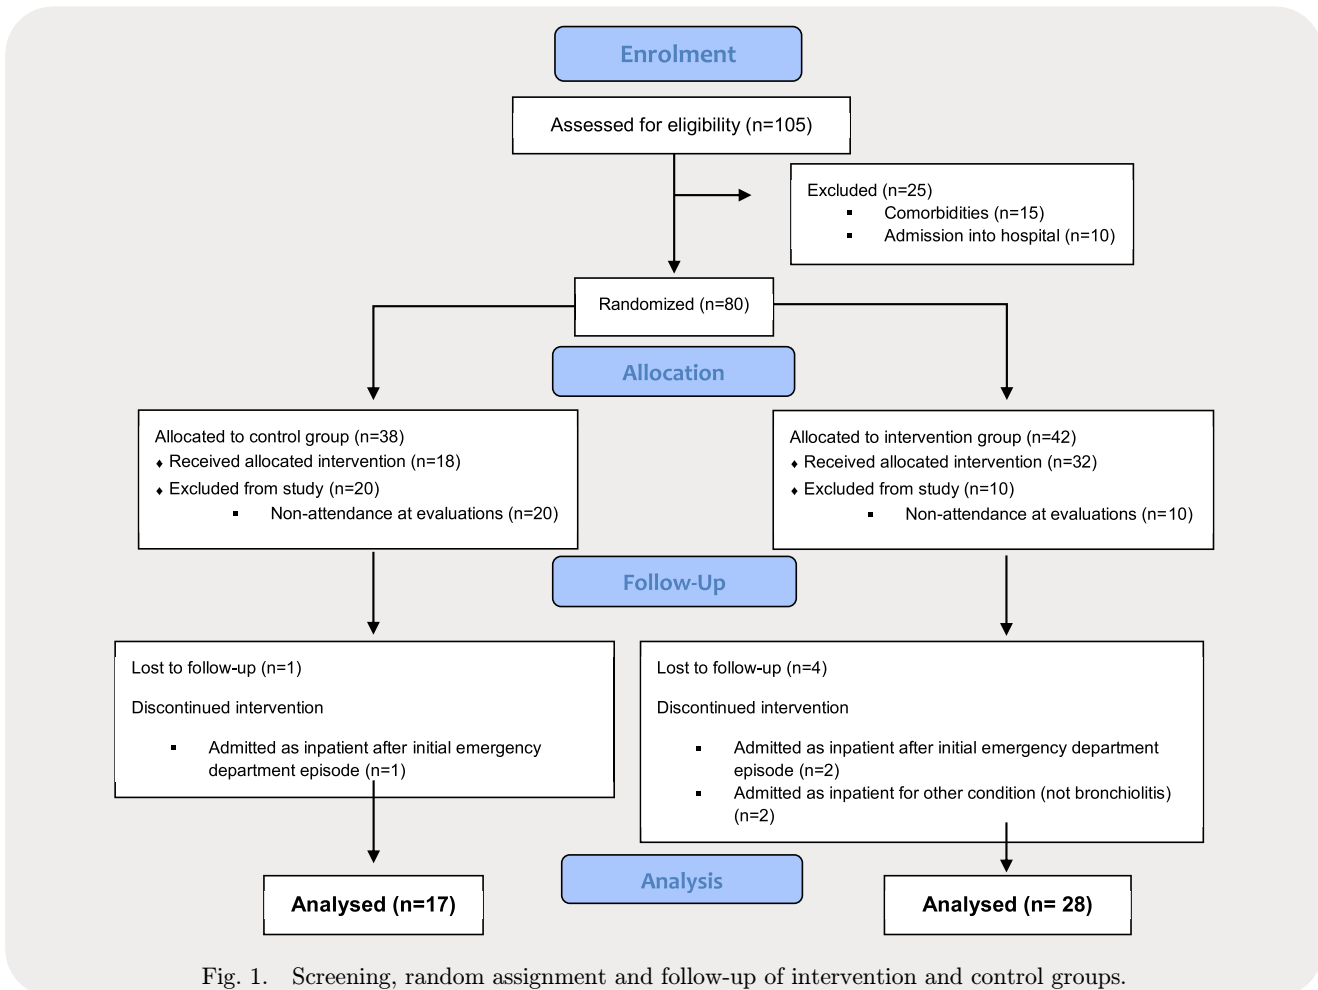 Enrolment
Assessed for eligibility (n=105)
Excluded (n=25)
▪ Comorbidities (n=15)
▪ Admission into hospital (n=10)
Randomized (n=80)
Allocation
Allocated to control group (n=38)
♦ Received allocated intervention (n=18)
♦ Excluded from study (n=20)
▪ Non-attendance at evaluations (n=20)
Allocated to intervention group (n=42)
♦ Received allocated intervention (n=32)
♦ Excluded from study (n=10)
▪ Non-attendance at evaluations (n=10)
Follow-Up
Lost to follow-up (n=1)
Discontinued intervention
▪ Admitted as inpatient after initial emergency
department episode (n=1)
Lost to follow-up (n=4)
Discontinued intervention
▪ Admitted as inpatient after initial emergency department
episode (n=2)
▪ Admitted as inpatient for other condition (not bronchiolitis)
(n=2)
Analysis
Analysed (n=17)
Analysed (n= 28)
Fig. 1. Screening, random assignment and follow-up of intervention and control groups.